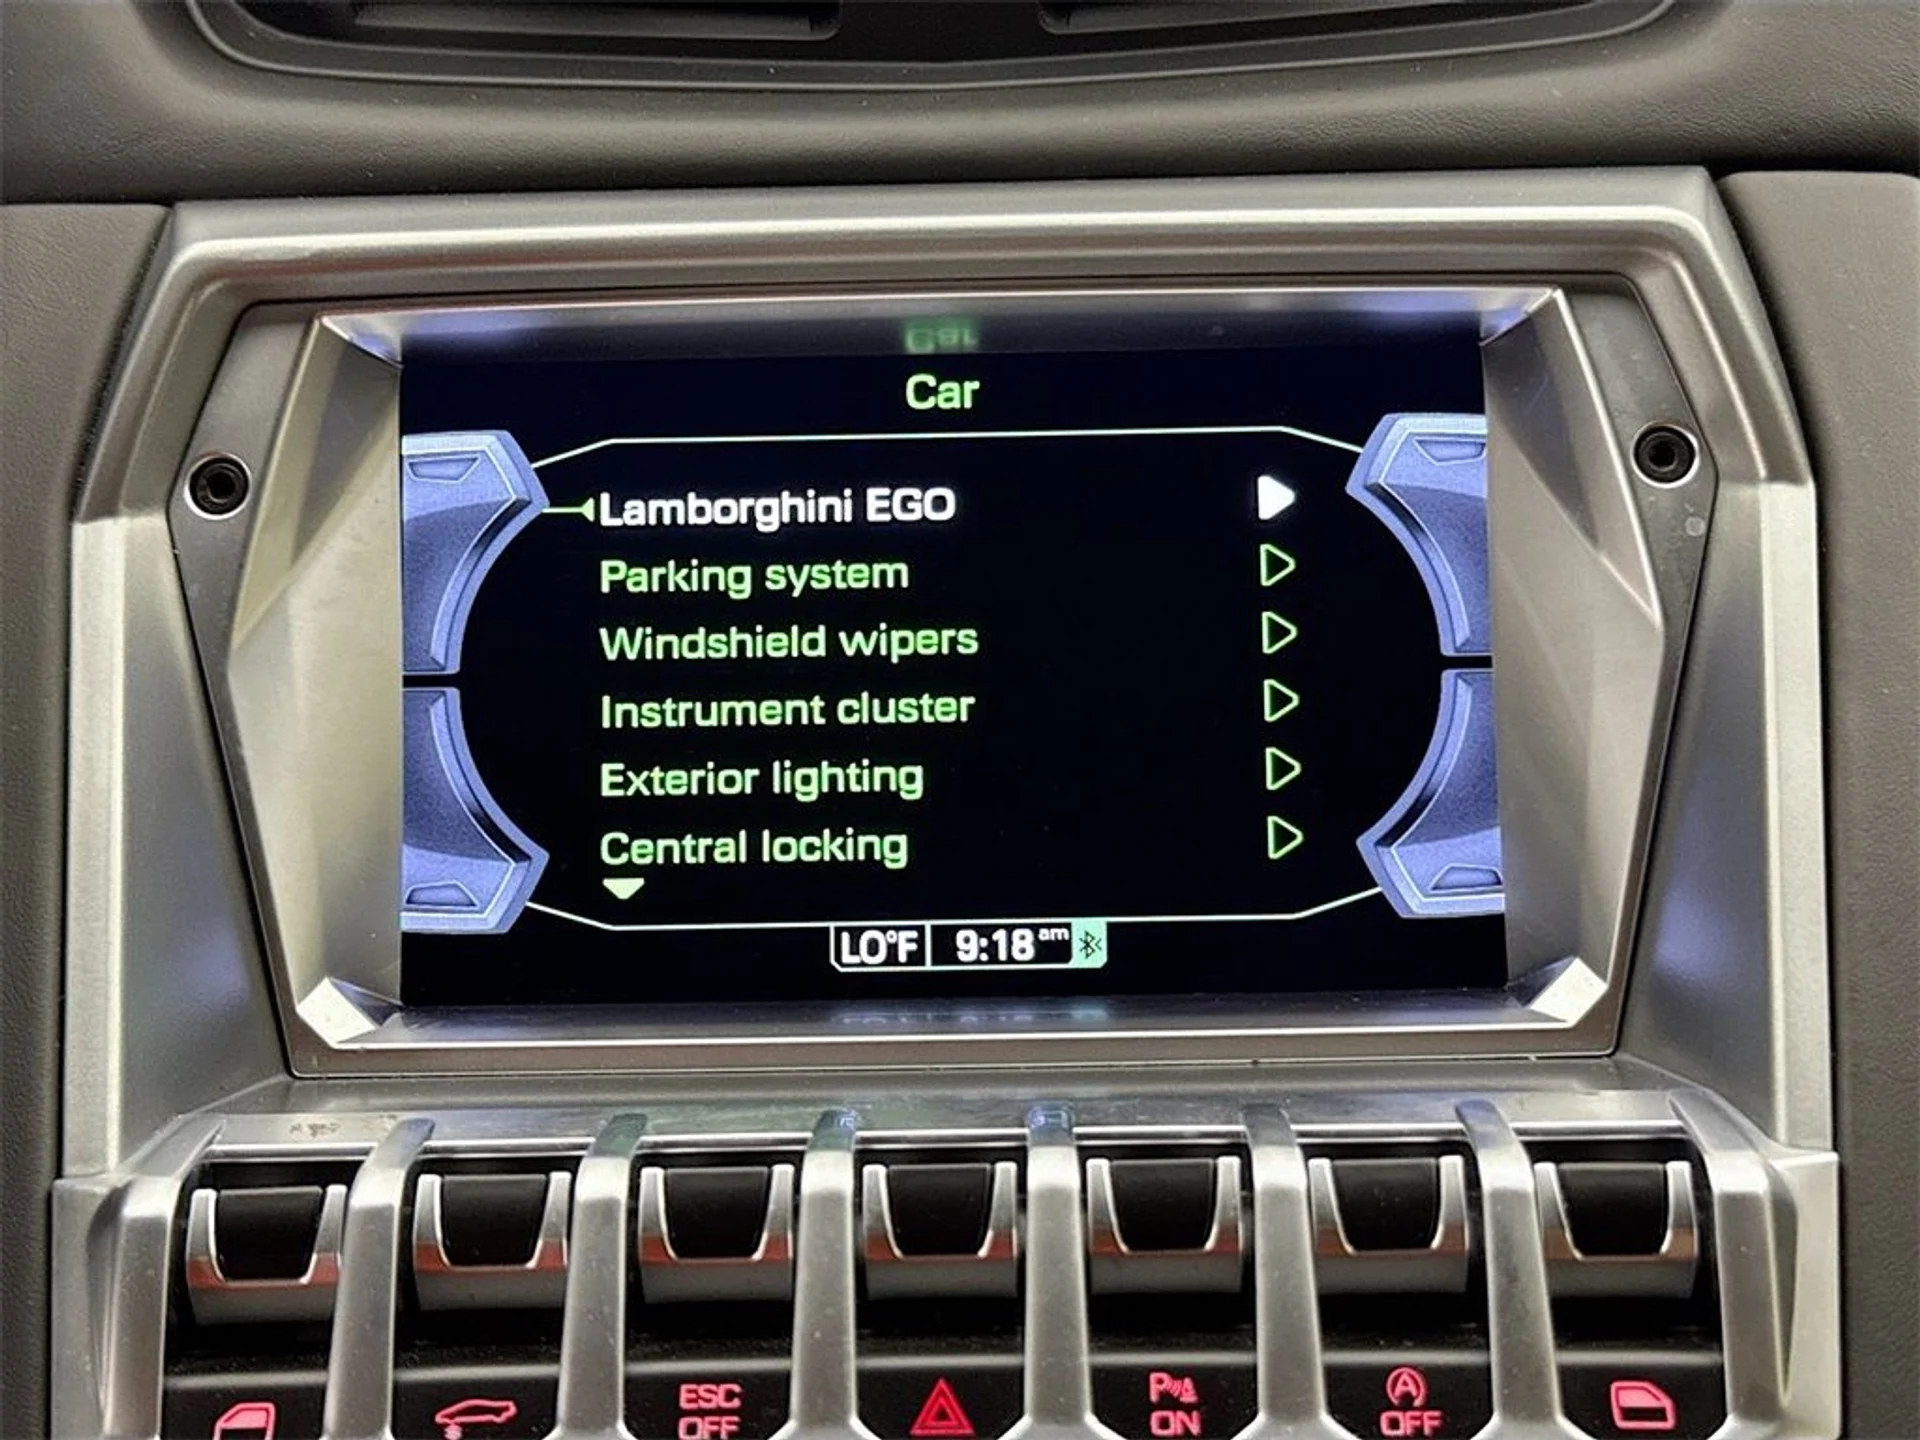 Car
Lamborghini EGO
Parking system
Windshield wipers
Instrument cluster
Exterior lighting
Central locking
LO°F 9:18 am
ESC OFF
P ON
A OFF